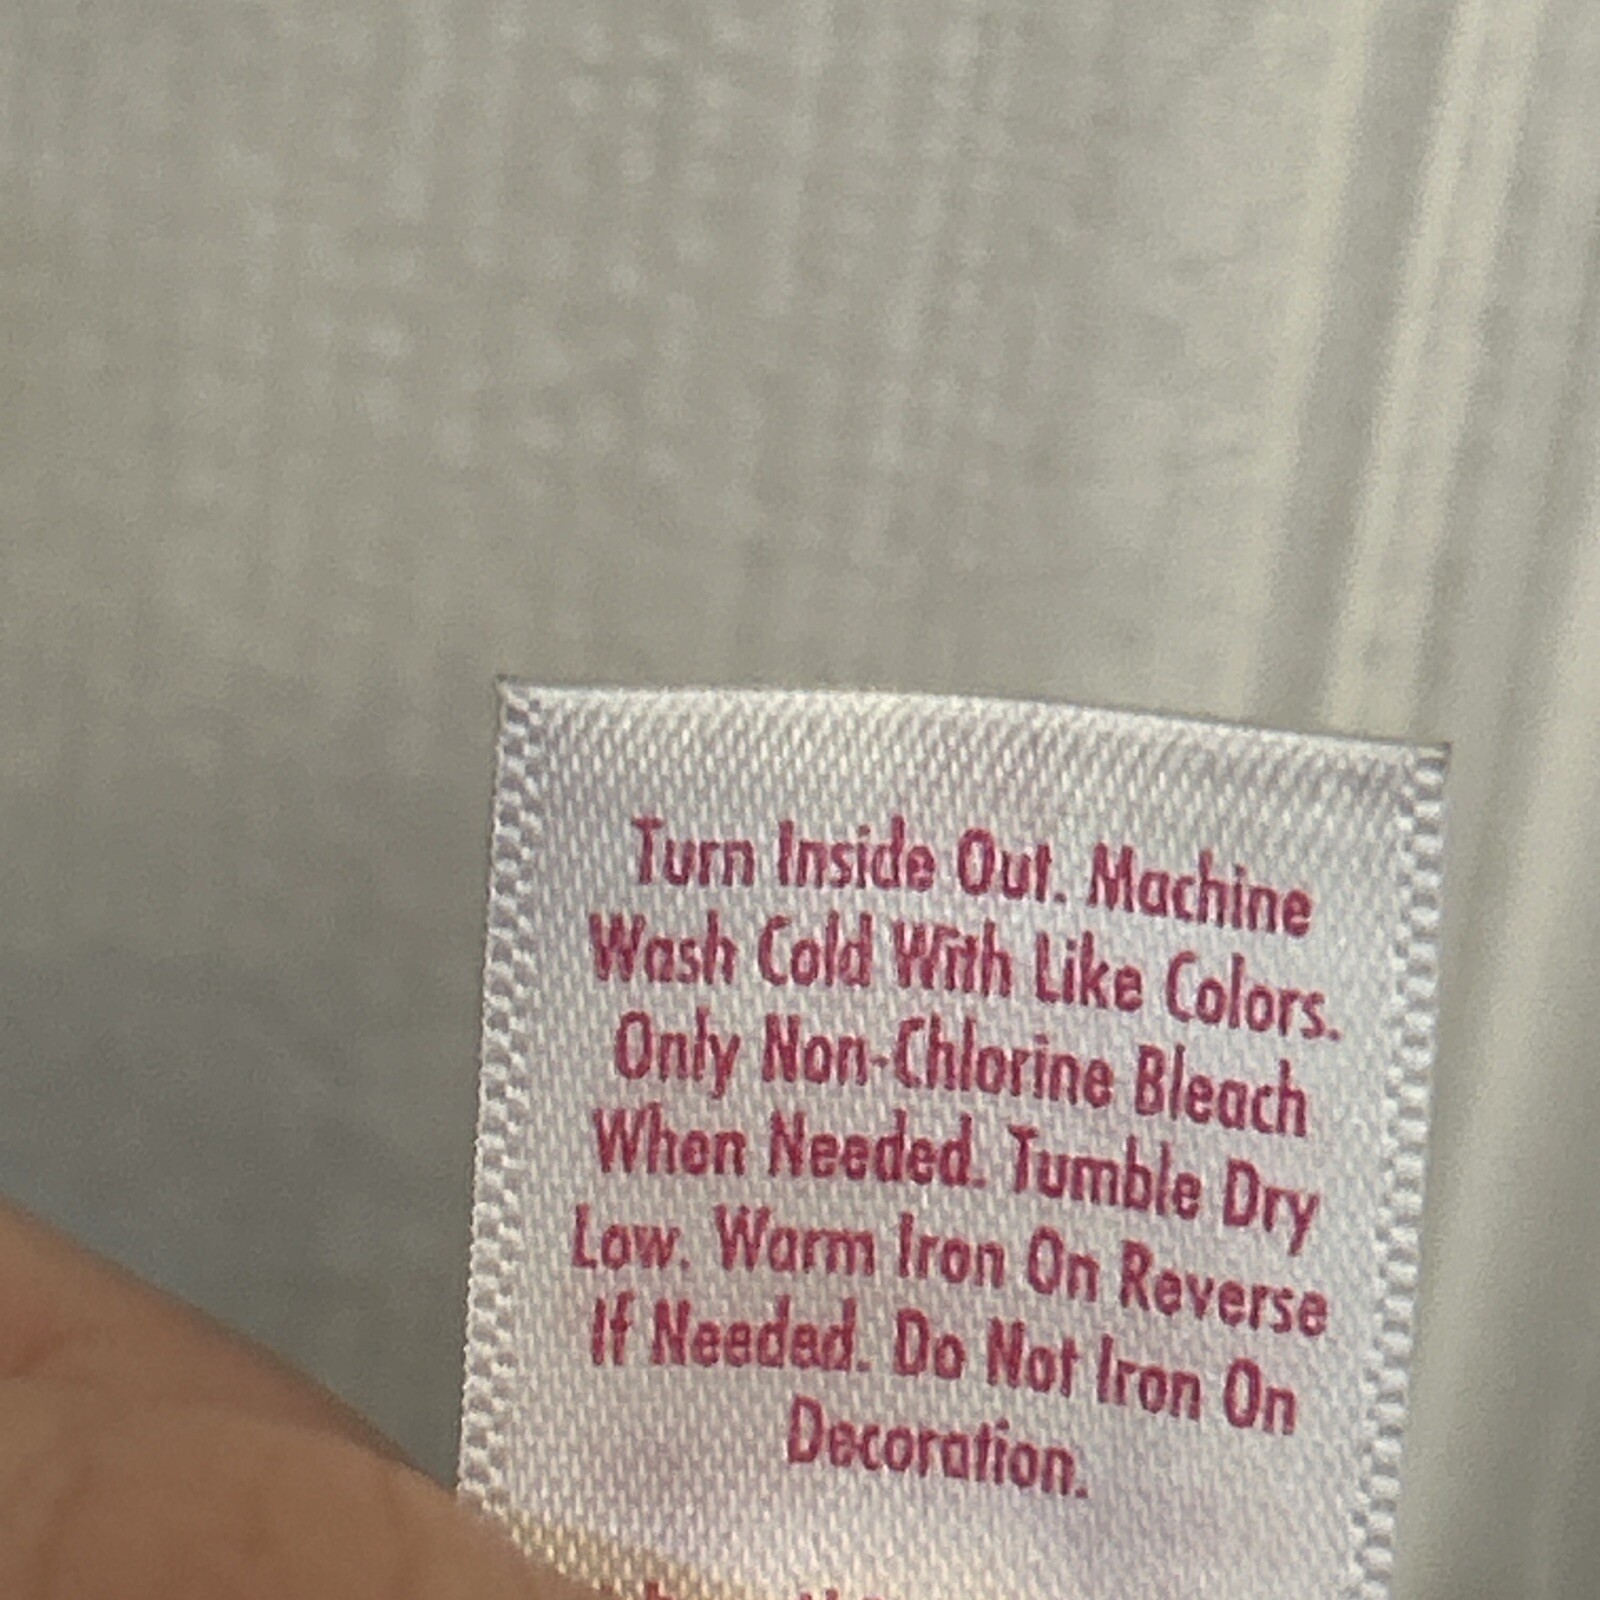 Turn Inside Out. Machine
Wash Cold With Like Colors.
Only Non-Chlorine Bleach
When Needed. Tumble Dry
Low. Warm Iron On Reverse
If Needed. Do Not Iron On
Decoration.